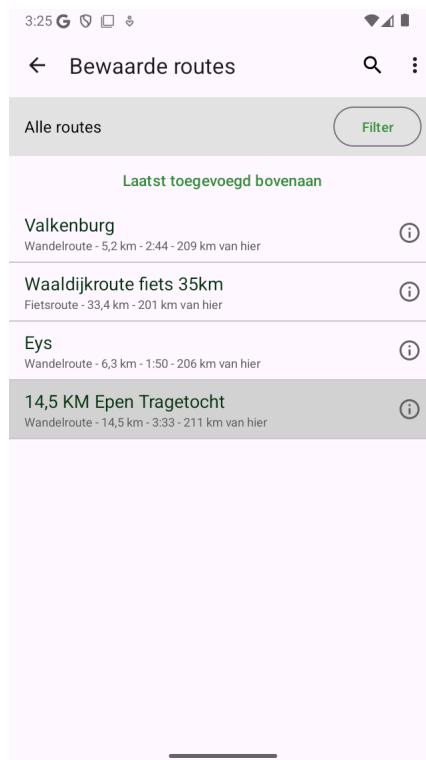 3:25
Bewaarde routes
Alle routes
Filter
Laatst toegevoegd bovenaan
Valkenburg
Wandelroute - 5,2 km - 2:44 - 209 km van hier
Waaldijkroute fiets 35km
Fietsroute - 33,4 km - 201 km van hier
Eys
Wandelroute - 6,3 km - 1:50 - 206 km van hier
14,5 KM Epen Tragetocht
Wandelroute - 14,5 km - 3:33 - 211 km van hier